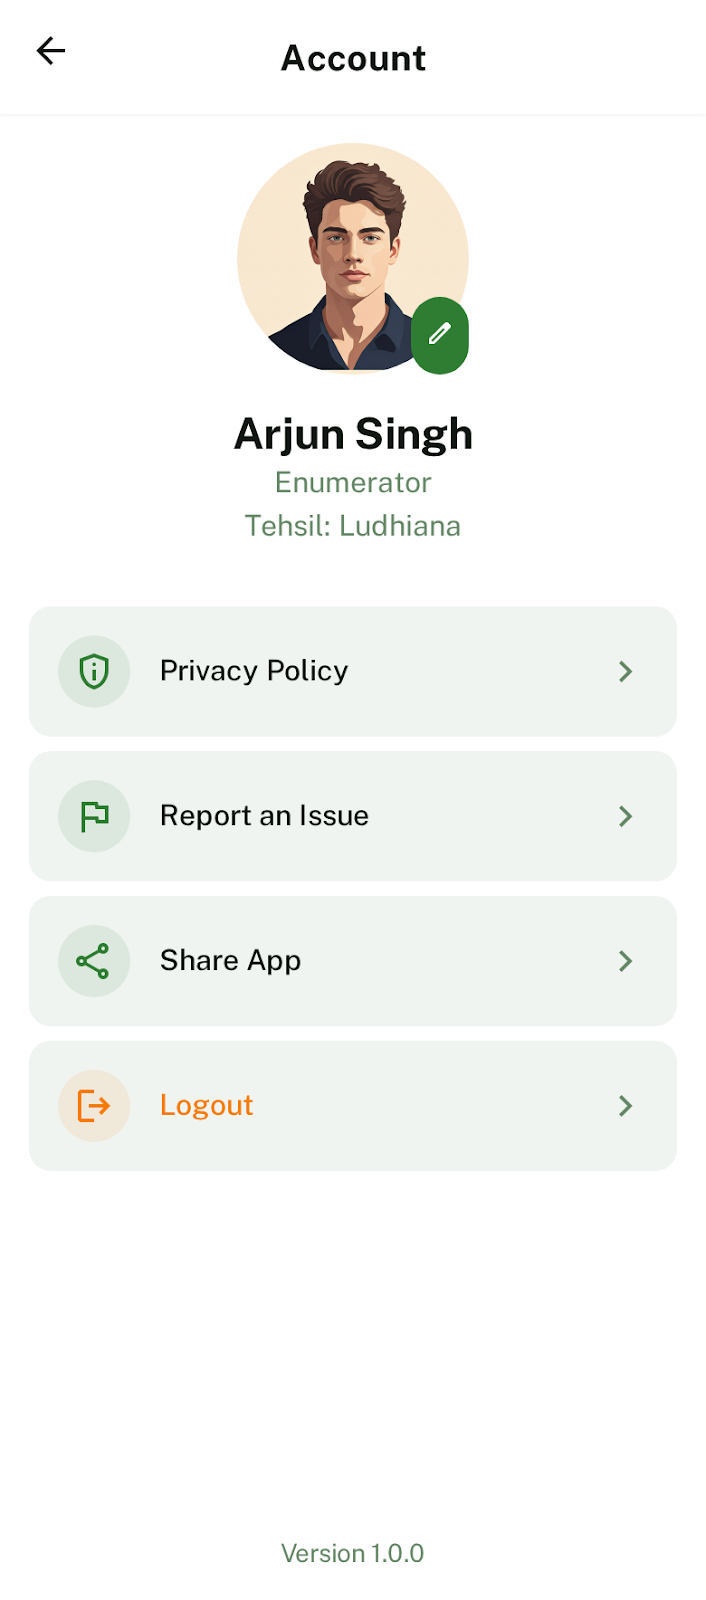 Account
Arjun Singh
Enumerator
Tehsil: Ludhiana
Privacy Policy
Report an Issue
Share App
Logout
Version 1.0.0